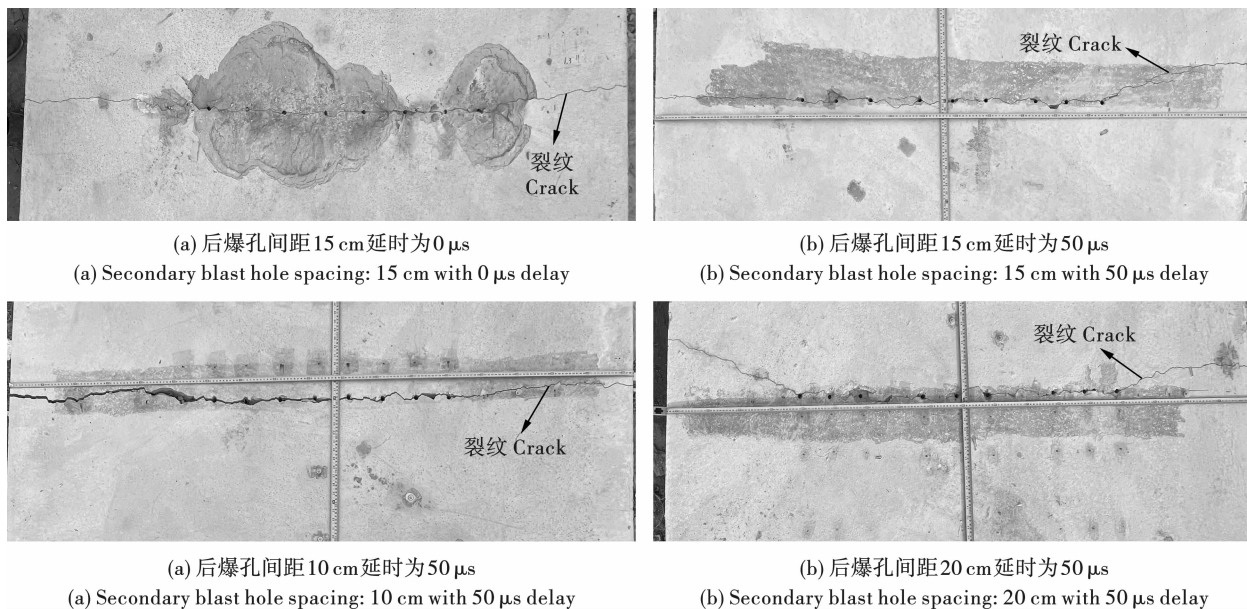 裂纹
Crack
(a) 后爆孔间距15 cm延时为0 μs
(a) Secondary blast hole spacing: 15 cm with 0 μs delay
裂纹 Crack
(b) 后爆孔间距15 cm延时为50 μs
(b) Secondary blast hole spacing: 15 cm with 50 μs delay
裂纹 Crack
(a) 后爆孔间距10 cm延时为50 μs
(a) Secondary blast hole spacing: 10 cm with 50 μs delay
裂纹 Crack
(b) 后爆孔间距20 cm延时为50 μs
(b) Secondary blast hole spacing: 20 cm with 50 μs delay